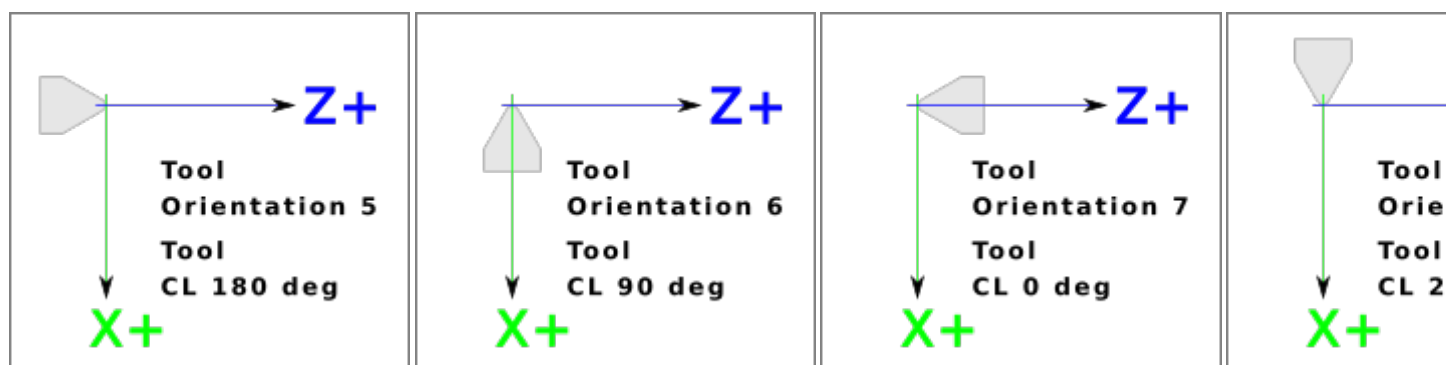 Z+
Tool
Orientation 5
Tool
CL 180 deg
X+
Z+
Tool
Orientation 6
Tool
CL 90 deg
X+
Z+
Tool
Orientation 7
Tool
CL 0 deg
X+
Tool
Tool
CL
X+